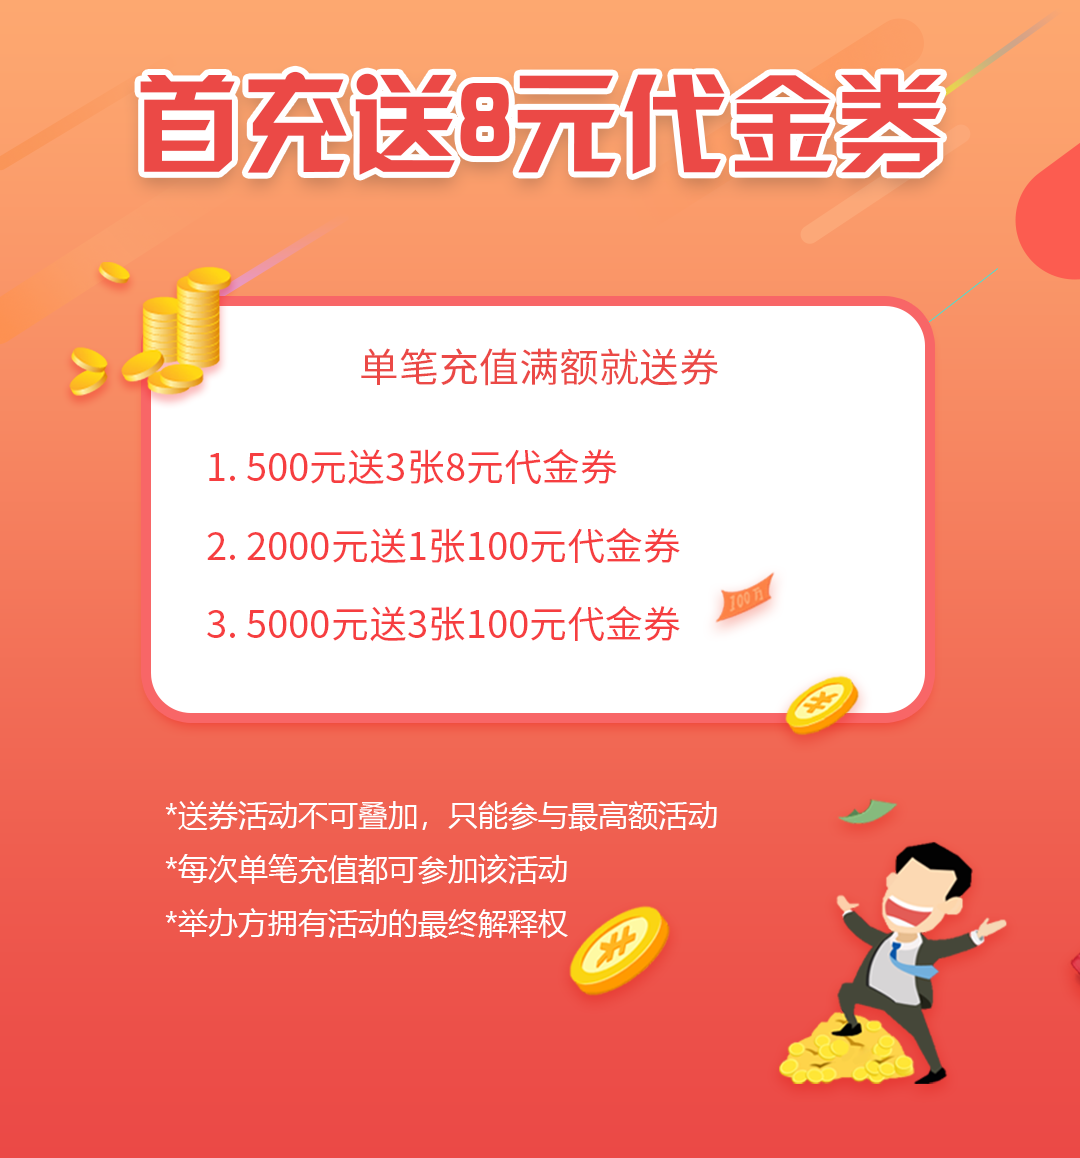 首充送8元代金券
单笔充值满额就送券
1. 500元送3张8元代金券
2. 2000元送1张100元代金券
3. 5000元送3张100元代金券
*送券活动不可叠加，只能参与最高额活动
*每次单笔充值都可参加该活动
*举办方拥有活动的最终解释权